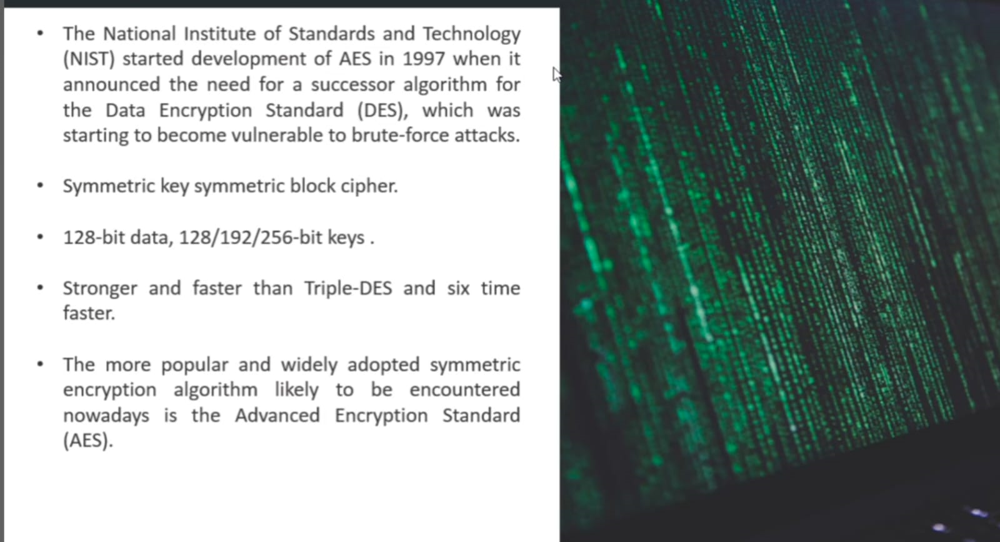 • The National Institute of Standards and Technology
(NIST) started development of AES in 1997 when it
announced the need for a successor algorithm for
the Data Encryption Standard (DES), which was
starting to become vulnerable to brute-force attacks.
• Symmetric key symmetric block cipher.
• 128-bit data, 128/192/256-bit keys .
• Stronger and faster than Triple-DES and six time
faster.
• The more popular and widely adopted symmetric
encryption algorithm likely to be encountered
nowadays is the Advanced Encryption Standard
(AES).